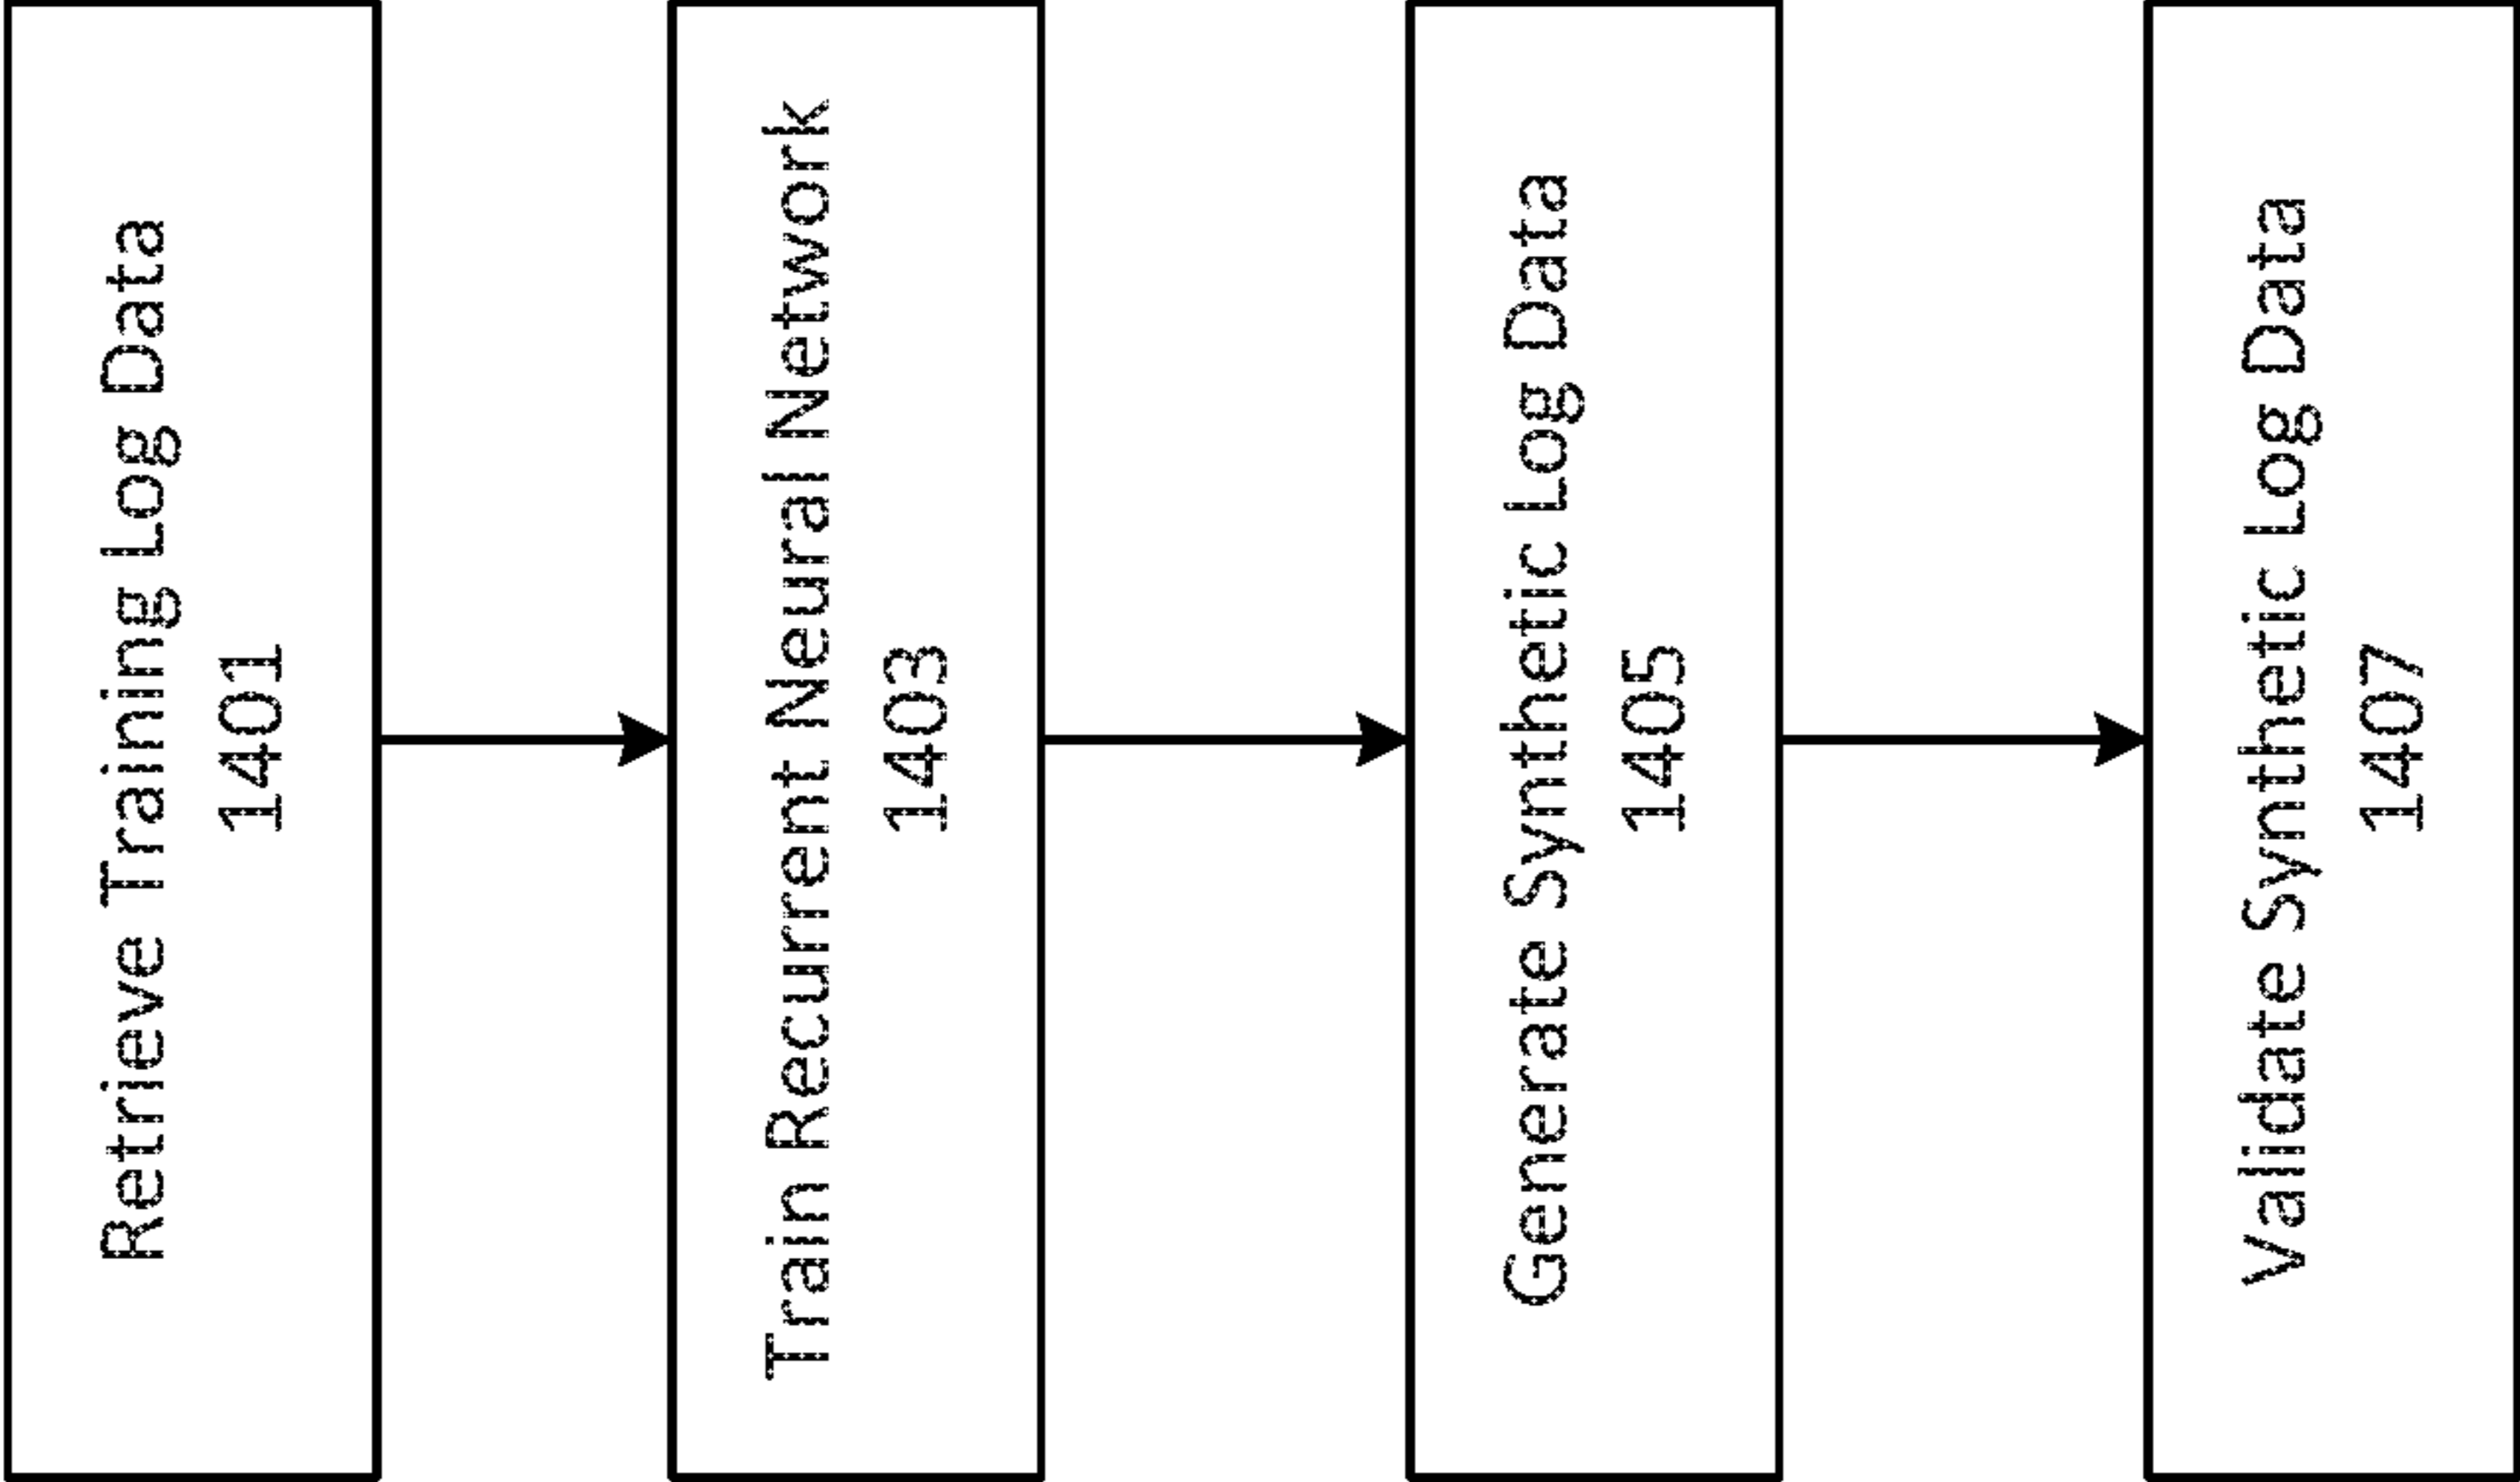 Retrieve Training Log Data
1401
Train Recurrent Neural Network
1403
Generate Synthetic Log Data
1405
Validate Synthetic Log Data
1407